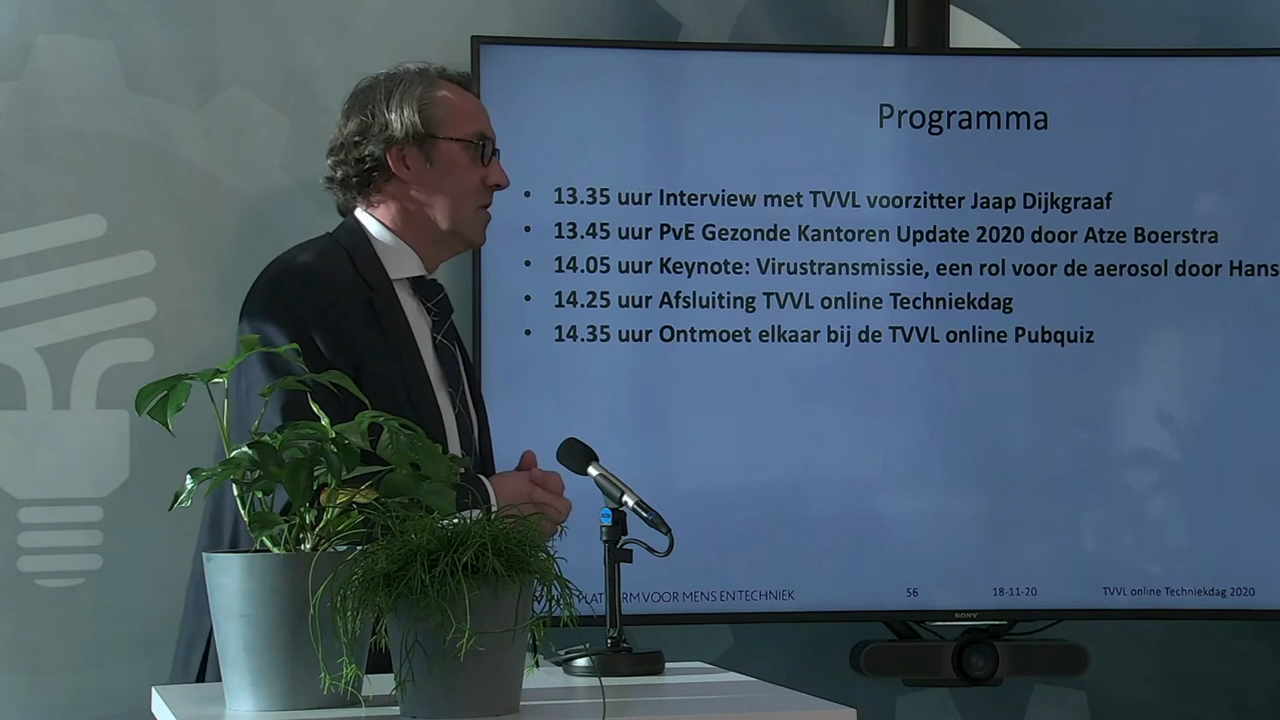 Programma
• 13.35 uur Interview met TVVL voorzitter Jaap Dijkgraaf
• 13.45 uur PvE Gezonde Kantoren Update 2020 door Atze Boerstra
• 14.05 uur Keynote: Virustransmissie, een rol voor de aerosol door Hans
• 14.25 uur Afsluiting TVVL online Techniekdag
• 14.35 uur Ontmoet elkaar bij de TVVL online Pubquiz
VOOR MENS EN TECHNIEK 56 18-11-20 TVVL online Techniekdag 2020
SONY